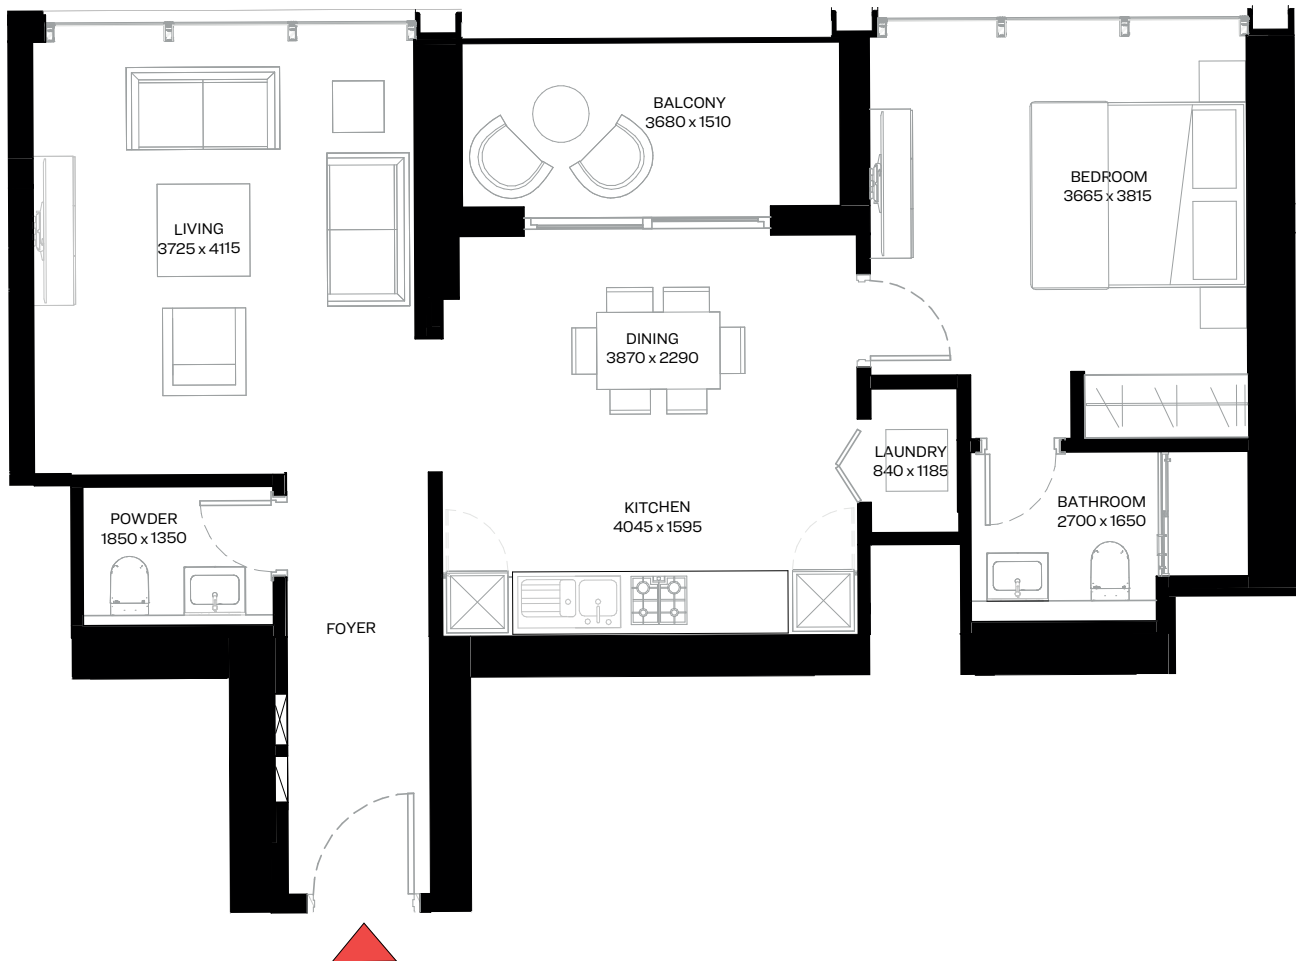 BALCONY
3680 x 1510
BEDROOM
3665 x 3815
LIVING
3725 x 4115
DINING
3870 x 2290
LAUNDRY
840 x 1185
KITCHEN
4045 x 1595
BATHROOM
2700 x 1650
POWDER
1850 x 1350
FOYER